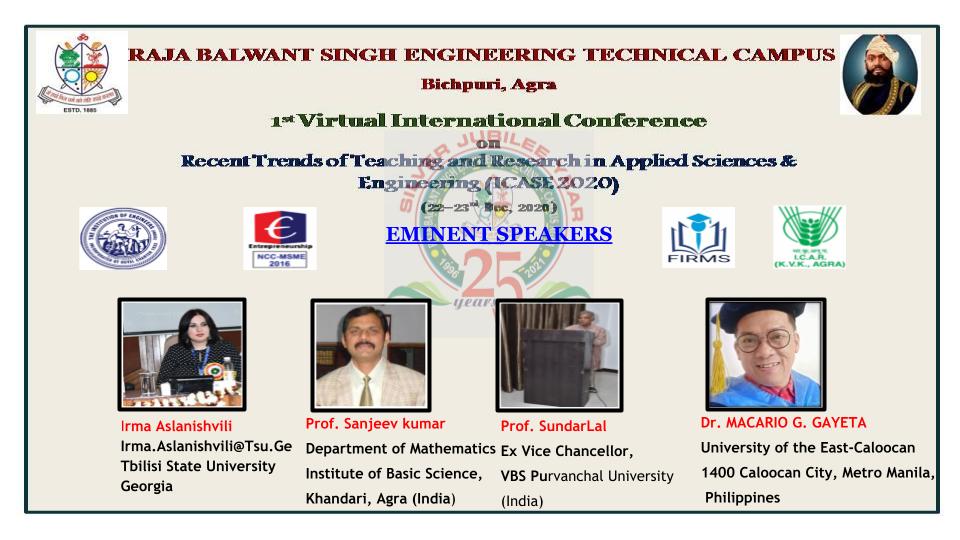 RAJA BALWANT SINGH ENGINEERING TECHNICAL CAMPUS
Bichpuri, Agra
1st Virtual International Conference
on
Recent Trends of Teaching and Research in Applied Sciences &
Engineering (ICASE 2020)
(22-23rd Dec, 2020)
EMINENT SPEAKERS
ESTD. 1885
SILVER JUBILEE YEAR
1996
2021
25
years
Entrepreneurship
NCC-MSME
2016
FIRMS
I.C.A.R.
(K.V.K., AGRA)
Irma Aslanishvili
Irma.Aslanishvili@Tsu.Ge
Tbilisi State University
Georgia
Prof. Sanjeev kumar
Department of Mathematics
Institute of Basic Science,
Khandari, Agra (India)
Prof. SundarLal
Ex Vice Chancellor,
VBS Purvanchal University
(India)
Dr. MACARIO G. GAYETA
University of the East-Caloocan
1400 Caloocan City, Metro Manila,
Philippines